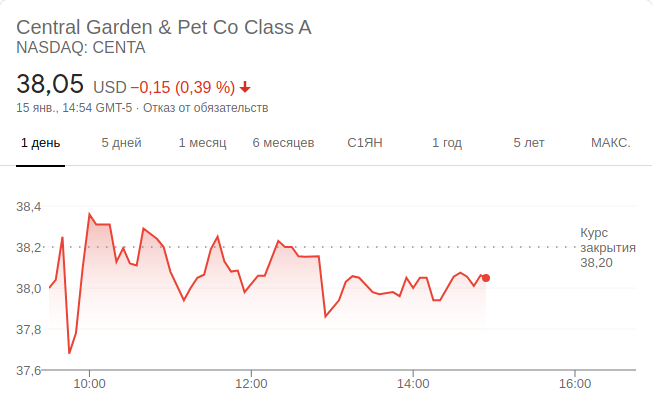 Central Garden & Pet Co Class A
NASDAQ: CENTA
38,05 USD −0,15 (0,39 %)
15 янв., 14:54 GMT-5 · Отказ от обязательств
1 день 5 дней 1 месяц 6 месяцев С1ЯН 1 год 5 лет МАКС.
38,4
Курс
38,2 закрытия
38,20
38,0
37,8
37,6
10:00 12:00 14:00 16:00